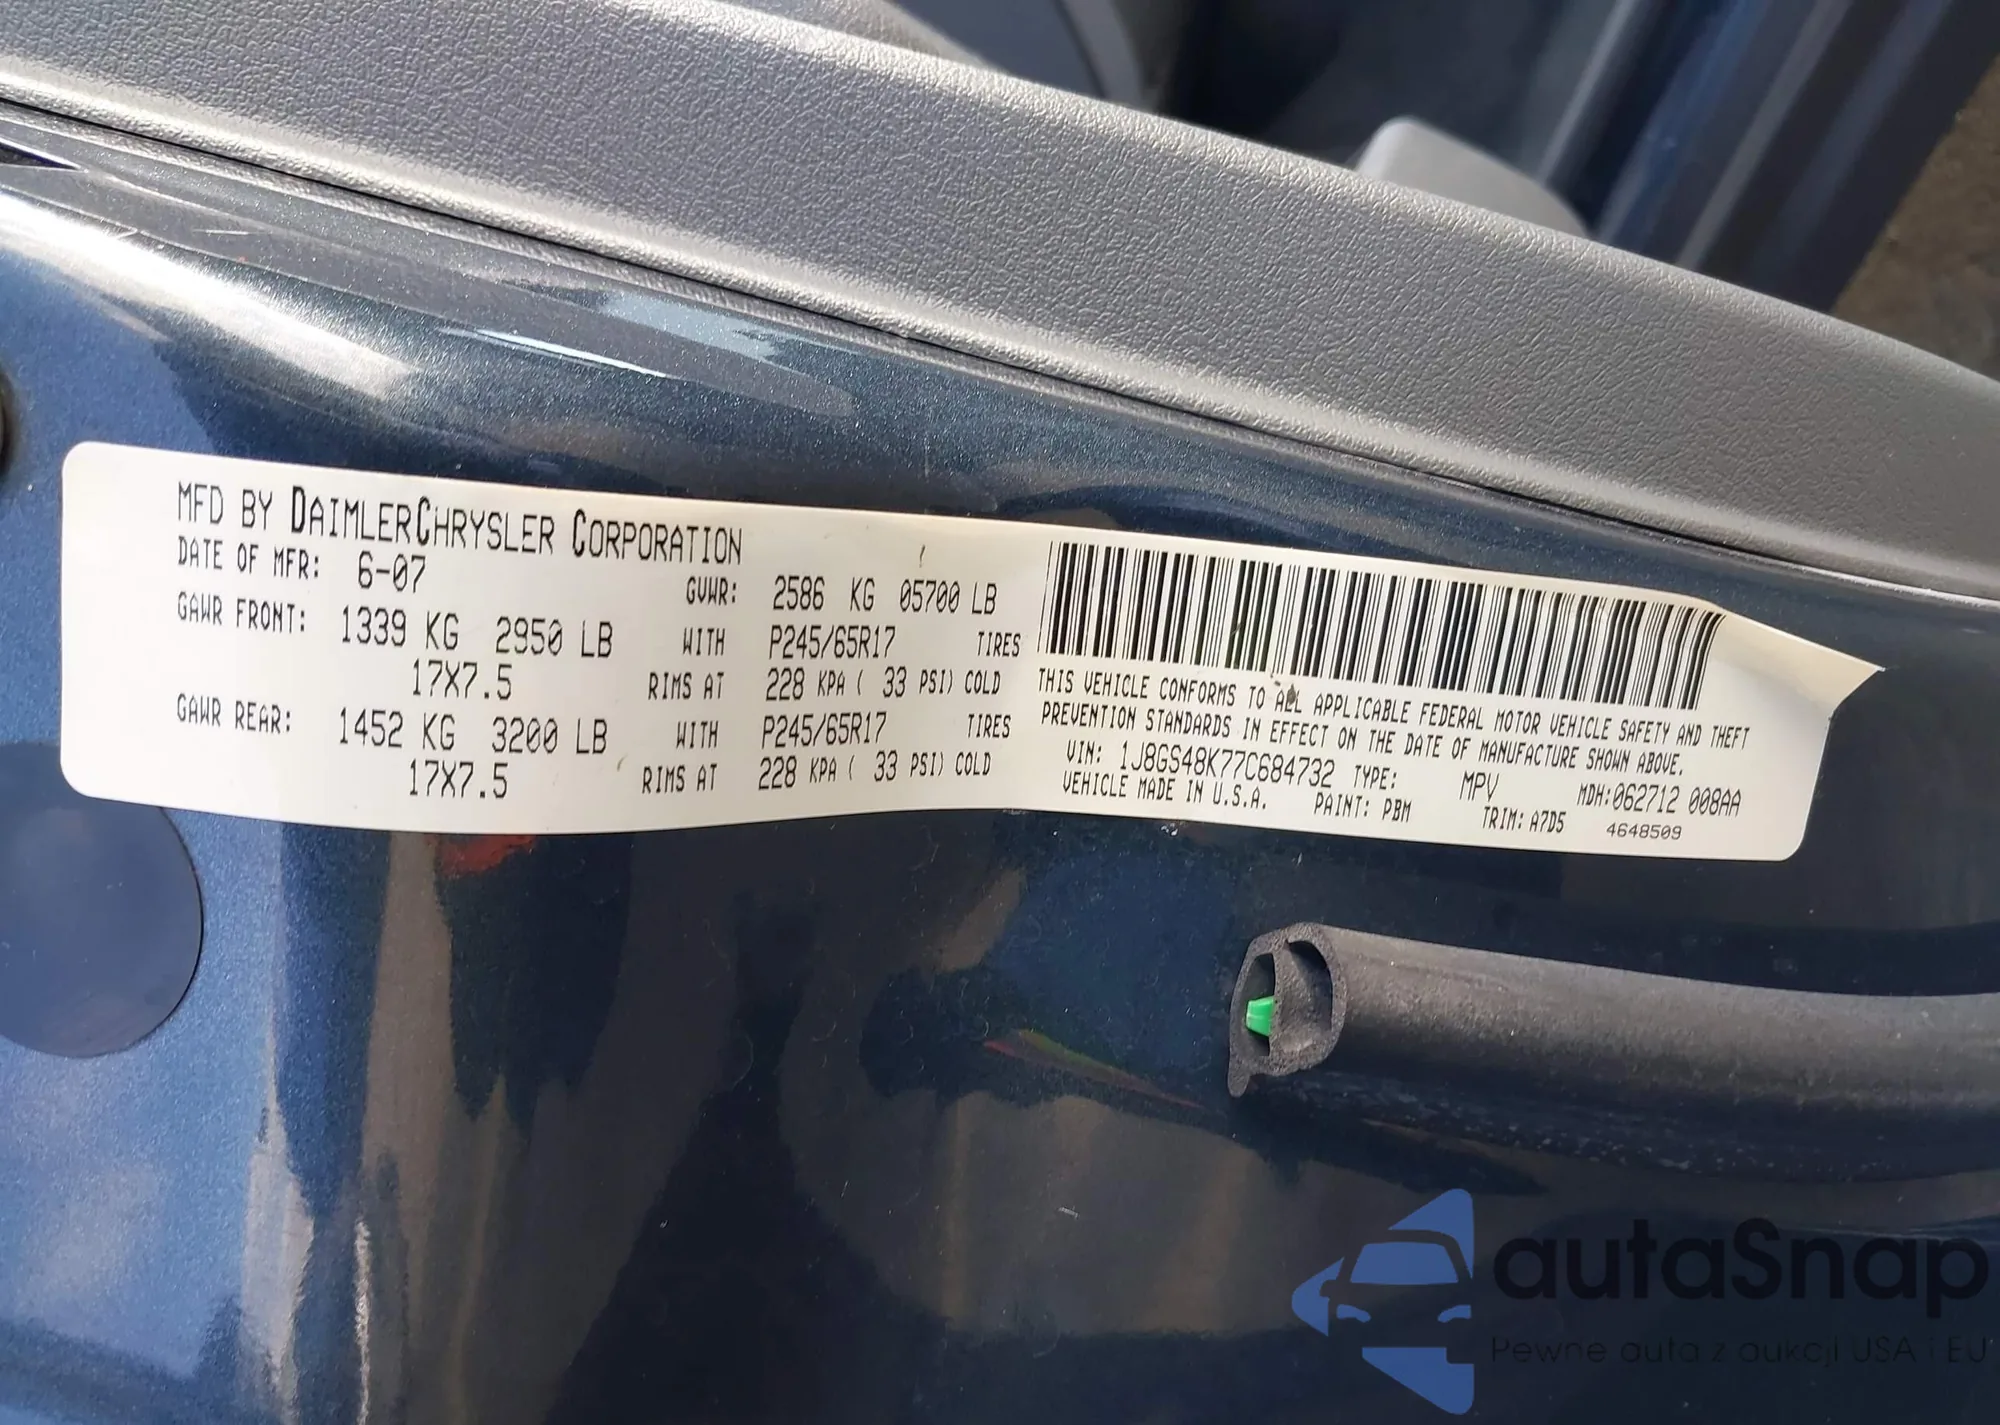 MFD BY DAIMLERCHRYSLER CORPORATION
DATE OF MFR: 6-07 GVWR: 2586 KG 05700 LB
GAWR FRONT: 1339 KG 2950 LB WITH P245/65R17 TIRES
17X7.5 RIMS AT 228 KPA ( 33 PSI) COLD
GAWR REAR: 1452 KG 3200 LB WITH P245/65R17 TIRES
17X7.5 RIMS AT 228 KPA ( 33 PSI) COLD
THIS VEHICLE CONFORMS TO ALL APPLICABLE FEDERAL MOTOR VEHICLE SAFETY AND THEFT
PREVENTION STANDARDS IN EFFECT ON THE DATE OF MANUFACTURE SHOWN ABOVE.
VIN: 1J8GS48K77C684732 TYPE: MPV MDH:062712 008AA
VEHICLE MADE IN U.S.A. PAINT: PBM TRIM: A7D5 4648509
autaSnap
Pewne auta z aukcji USA i EU